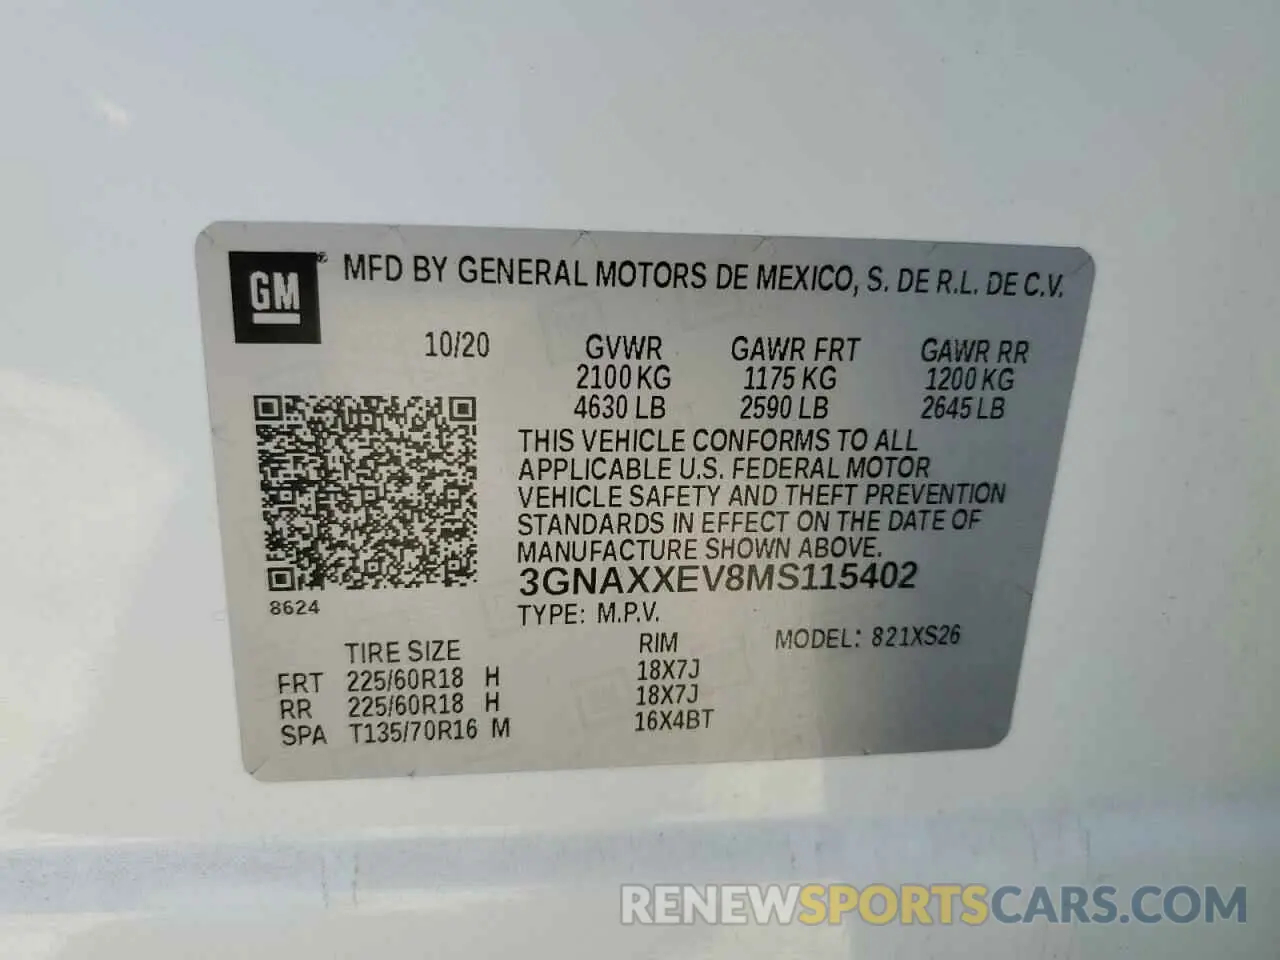 GM® MFD BY GENERAL MOTORS DE MEXICO, S. DE R.L. DE C.V.
10/20 GVWR GAWR FRT GAWR RR
2100 KG 1175 KG 1200 KG
4630 LB 2590 LB 2645 LB
THIS VEHICLE CONFORMS TO ALL
APPLICABLE U.S. FEDERAL MOTOR
VEHICLE SAFETY AND THEFT PREVENTION
STANDARDS IN EFFECT ON THE DATE OF
MANUFACTURE SHOWN ABOVE.
3GNAXXEV8MS115402
8624
TYPE: M.P.V.
TIRE SIZE RIM MODEL: 821XS26
FRT 225/60R18 H 18X7J
RR 225/60R18 H 18X7J
SPA T135/70R16 M 16X4BT
RENEWSPORTSCARS.COM